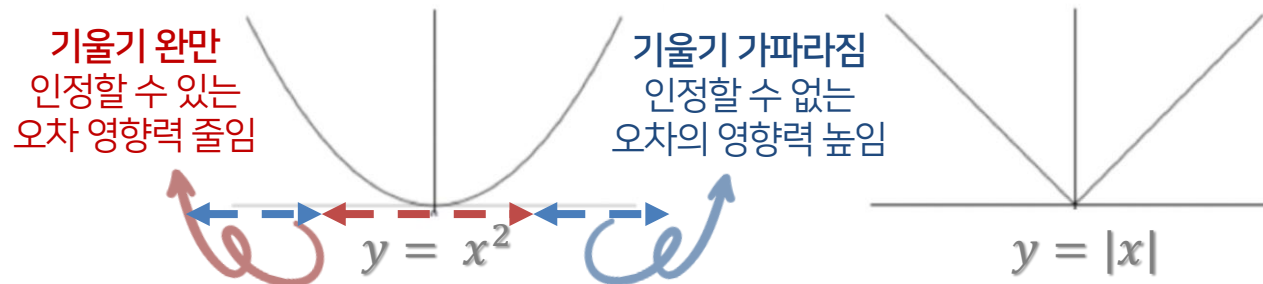 기울기 완만
인정할 수 있는
오차 영향력 줄임
기울기 가파라짐
인정할 수 없는
오차의 영향력 높임
y = x²
y = |x|